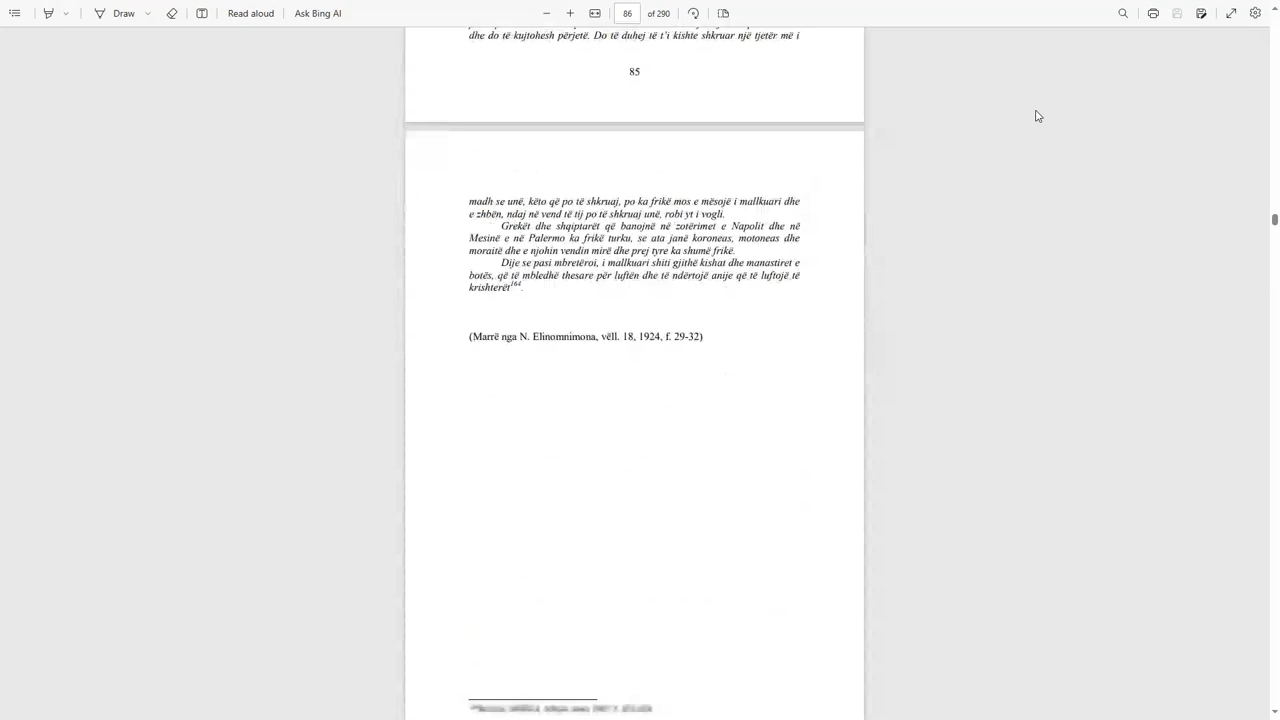 Draw
Read aloud
Ask Bing AI
86
of 290
dhe do të kujtohesh përjetë. Do të duhej të t'i kishte shkruar një tjetër më i
85
madh se unë, këto që po të shkruaj, po ka frikë mos e mësojë i mallkuari dhe
e zhbën, ndaj në vend të tij po të shkruaj unë, robi yt i vogli.
Grekët dhe shqiptarët që banojnë në zotërimet e Napolit dhe në
Mesinë e në Palermo ka frikë turku, se ata janë koroneas, motoneas dhe
moraitë dhe e njohin vendin mirë dhe prej tyre ka shumë frikë.
Dije se pasi mbretëroi, i mallkuari shiti gjithë kishat dhe manastiret e
botës, që të mbledhë thesare për luftën dhe të ndërtojë anije që të luftojë të
krishterët164.
(Marrë nga N. Elinomnimona, vëll. 18, 1924, f. 29-32)